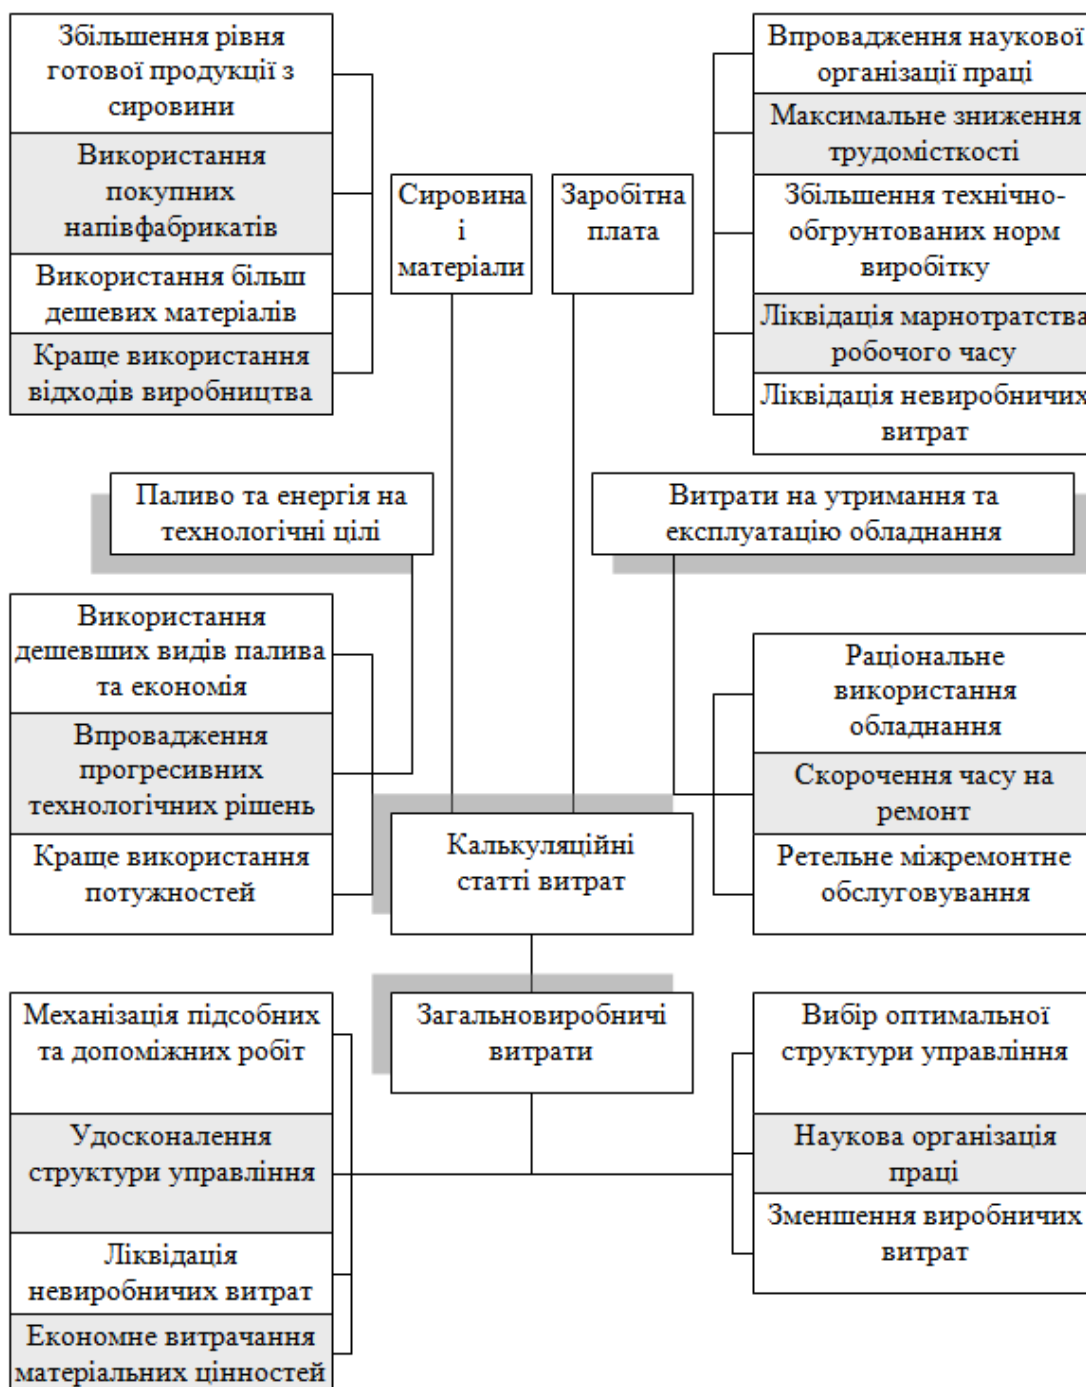 Збільшення рівня
готової продукції з
сировини
Використання
покупних
напівфабрикатів
Використання більш
дешевих матеріалів
Краще використання
відходів виробництва
Сировина
і
матеріали
Заробітна
плата
Впровадження наукової
організації праці
Максимальне зниження
трудомісткості
Збільшення технічно-
обгрунтованих норм
виробітку
Ліквідація марнотратства
робочого часу
Ліквідація невиробничих
витрат
Паливо та енергія на
технологічні цілі
Витрати на утримання та
експлуатацію обладнання
Використання
дешевших видів палива
та економія
Впровадження
прогресивних
технологічних рішень
Краще використання
потужностей
Калькуляційні
статті витрат
Раціональне
використання
обладнання
Скорочення часу на
ремонт
Ретельне міжремонтне
обслуговування
Механізація підсобних
та допоміжних робіт
Удосконалення
структури управління
Ліквідація
невиробничих витрат
Економне витрачання
матеріальних цінностей
Загальновиробничі
витрати
Вибір оптимальної
структури управління
Наукова організація
праці
Зменшення виробничих
витрат